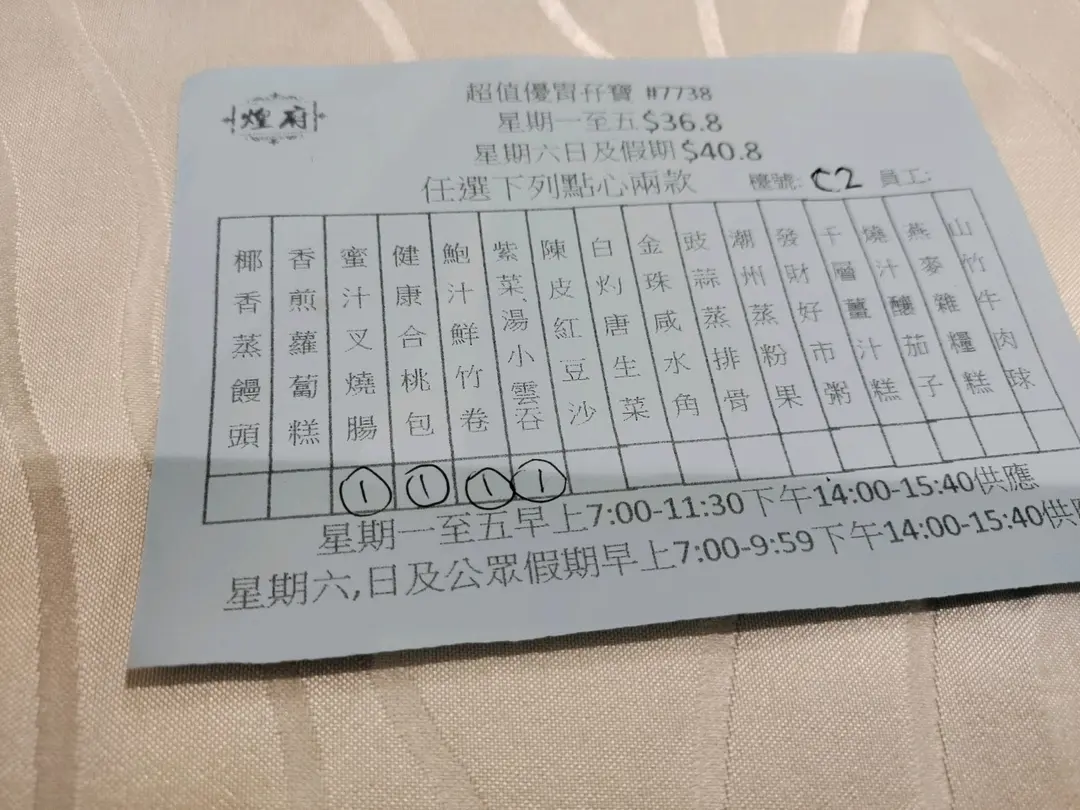 煌府
超值優胃孖寶 #7738
星期一至五$36.8
星期六日及假期$40.8
任選下列點心兩款
檯號: C2 員工:
椰香蒸饅頭
香煎蘿蔔糕
蜜汁叉燒腸
健康合桃包
鮑汁鮮竹卷
紫菜湯小雲吞
陳皮紅豆沙
白灼唐生菜
金珠咸水角
豉蒜蒸排骨
潮州蒸粉果
發財好市粥
千層薑汁糕
燒汁釀茄子
燕麥雜糧糕
山竹牛肉球
1 1 1 1
星期一至五早上7:00-11:30下午14:00-15:40供應
星期六,日及公眾假期早上7:00-9:59下午14:00-15:40供